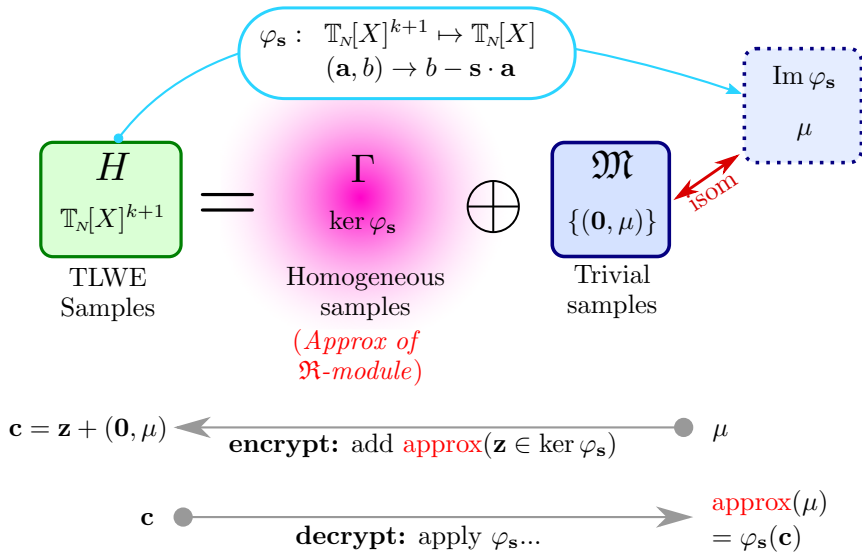 φ_s : 𝕋_N[X]^{k+1} ↦ 𝕋_N[X]
(a, b) → b − s · a
Im φ_s
μ
H
𝕋_N[X]^{k+1}
TLWE
Samples
=
Γ
ker φ_s
Homogeneous
samples
(Approx of
ℜ-module)
⊕
𝔐
{(0, μ)}
Trivial
samples
isom
c = z + (0, μ)
encrypt: add approx(z ∈ ker φ_s)
μ
c
decrypt: apply φ_s...
approx(μ)
= φ_s(c)